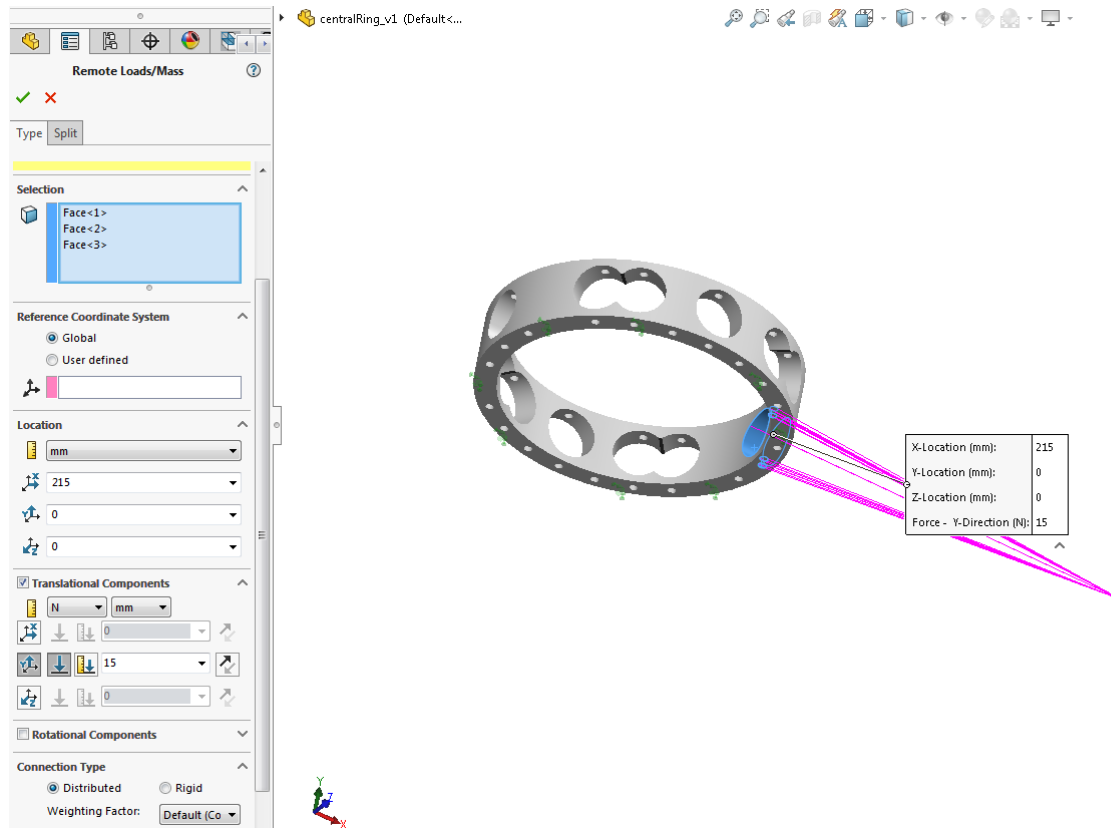 centralRing_v1 (Default<...
Remote Loads/Mass
Type Split
Selection
Face<1>
Face<2>
Face<3>
Reference Coordinate System
Global
User defined
Location
mm
215
0
0
Translational Components
N mm
0
15
0
Rotational Components
Connection Type
Distributed Rigid
Weighting Factor: Default (Co
X-Location (mm): 215
Y-Location (mm): 0
Z-Location (mm): 0
Force - Y-Direction (N): 15
Y
Z
X